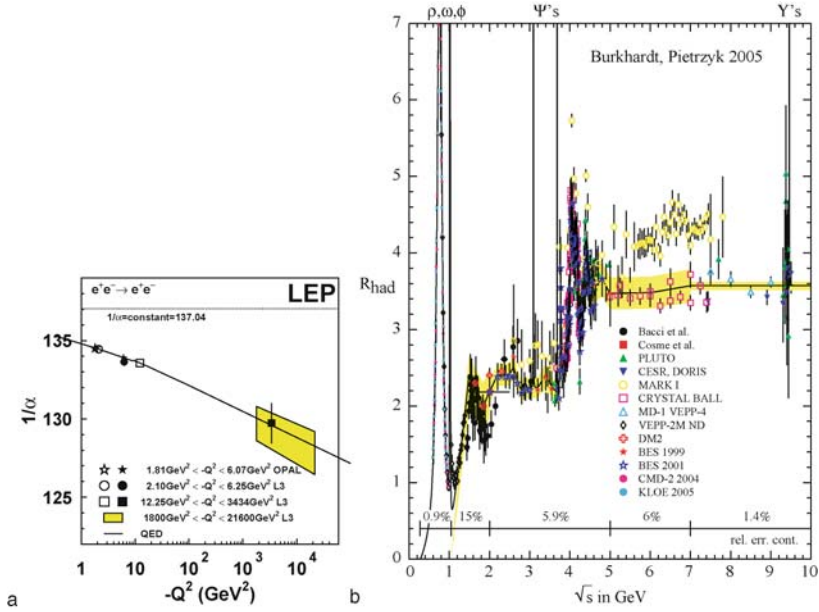 e⁺e⁻→ e⁺e⁻
LEP
1/α=constant=137.04
135
130
125
1/α
1.81GeV² < -Q² < 6.07GeV² OPAL
2.10GeV² < -Q² < 6.25GeV² L3
12.25GeV² < -Q² < 3434GeV² L3
1800GeV² < -Q² < 21600GeV² L3
QED
1 10 10² 10³ 10⁴
-Q² (GeV²)
a
ρ,ω,φ Ψ's Υ's
Burkhardt, Pietrzyk 2005
7
6
5
4
3
2
1
0
R_had
Bacci et al.
Cosme et al.
PLUTO
CESR, DORIS
MARK I
CRYSTAL BALL
MD-1 VEPP-4
VEPP-2M ND
DM2
BES 1999
BES 2001
CMD-2 2004
KLOE 2005
0.9% 15% 5.9% 6% 1.4%
rel. err. cont.
0 1 2 3 4 5 6 7 8 9 10
√s in GeV
b